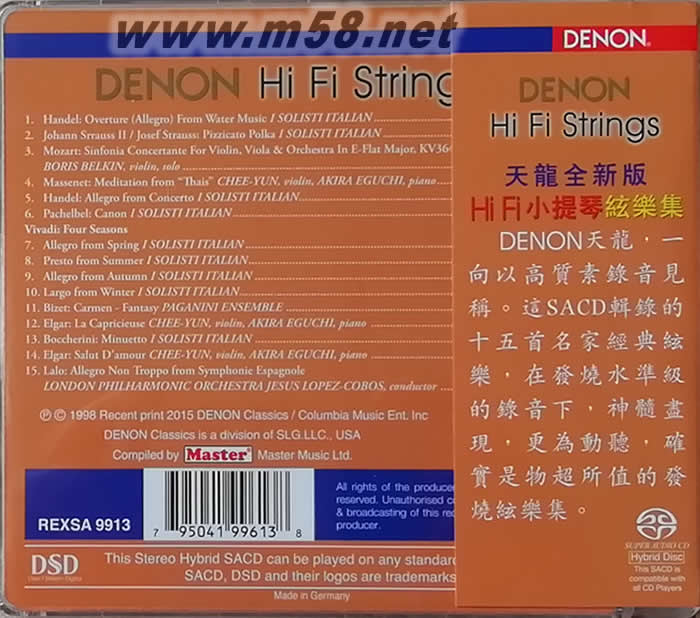 www.m58.net
DENON Hi Fi String
1. Handel: Overture (Allegro) From Water Music I SOLISTI ITALIAN
2. Johann Strauss II / Josef Strauss: Pizzicato Polka I SOLISTI ITALIAN
3. Mozart: Sinfonia Concertante For Violin, Viola & Orchestra In E-Flat Major, KV36
BORIS BELKIN, violin, solo
4. Massenet: Meditation from "Thais" CHEE-YUN, violin, AKIRA EGUCHI, piano
5. Handel: Allegro from Concerto I SOLISTI ITALIAN
6. Pachelbel: Canon I SOLISTI ITALIAN
Vivadi: Four Seasons
7. Allegro from Spring I SOLISTI ITALIAN
8. Presto from Summer I SOLISTI ITALIAN
9. Allegro from Autumn I SOLISTI ITALIAN
10. Largo from Winter I SOLISTI ITALIAN
11. Bizet: Carmen - Fantasy PAGANINI ENSEMBLE
12. Elgar: La Capricieuse CHEE-YUN, violin, AKIRA EGUCHI, piano
13. Boccherini: Minuetto I SOLISTI ITALIAN
14. Elgar: Salut D'amour CHEE-YUN, violin, AKIRA EGUCHI, piano
15. Lalo: Allegro Non Troppo from Symphonie Espagnole
LONDON PHILHARMONIC ORCHESTRA JESUS LOPEZ-COBOS, conductor
℗ © 1998 Recent print 2015 DENON Classics / Columbia Music Ent. Inc
DENON Classics is a division of SLG.LLC., USA
Compiled by Master® Master Music Ltd.
REXSA 9913
7 95041 99613 8
All rights of the produce
reserved. Unauthorised c
& broadcasting of this re
producer.
DSD
Direct Stream Digital
This Stereo Hybrid SACD can be played on any standar
SACD, DSD and their logos are trademarks
Made in Germany
DENON®
DENON
Hi Fi Strings
天龍全新版
Hi Fi小提琴絃樂集
DENON天龍，一
向以高質素錄音見
稱。這SACD輯錄的
十五首名家經典絃
樂，在發燒水準級
的錄音下，神髓盡
現，更為動聽，確
實是物超所值的發
燒絃樂集。
SUPER AUDIO CD
Hybrid Disc
This SACD is
compatible with
all CD Players